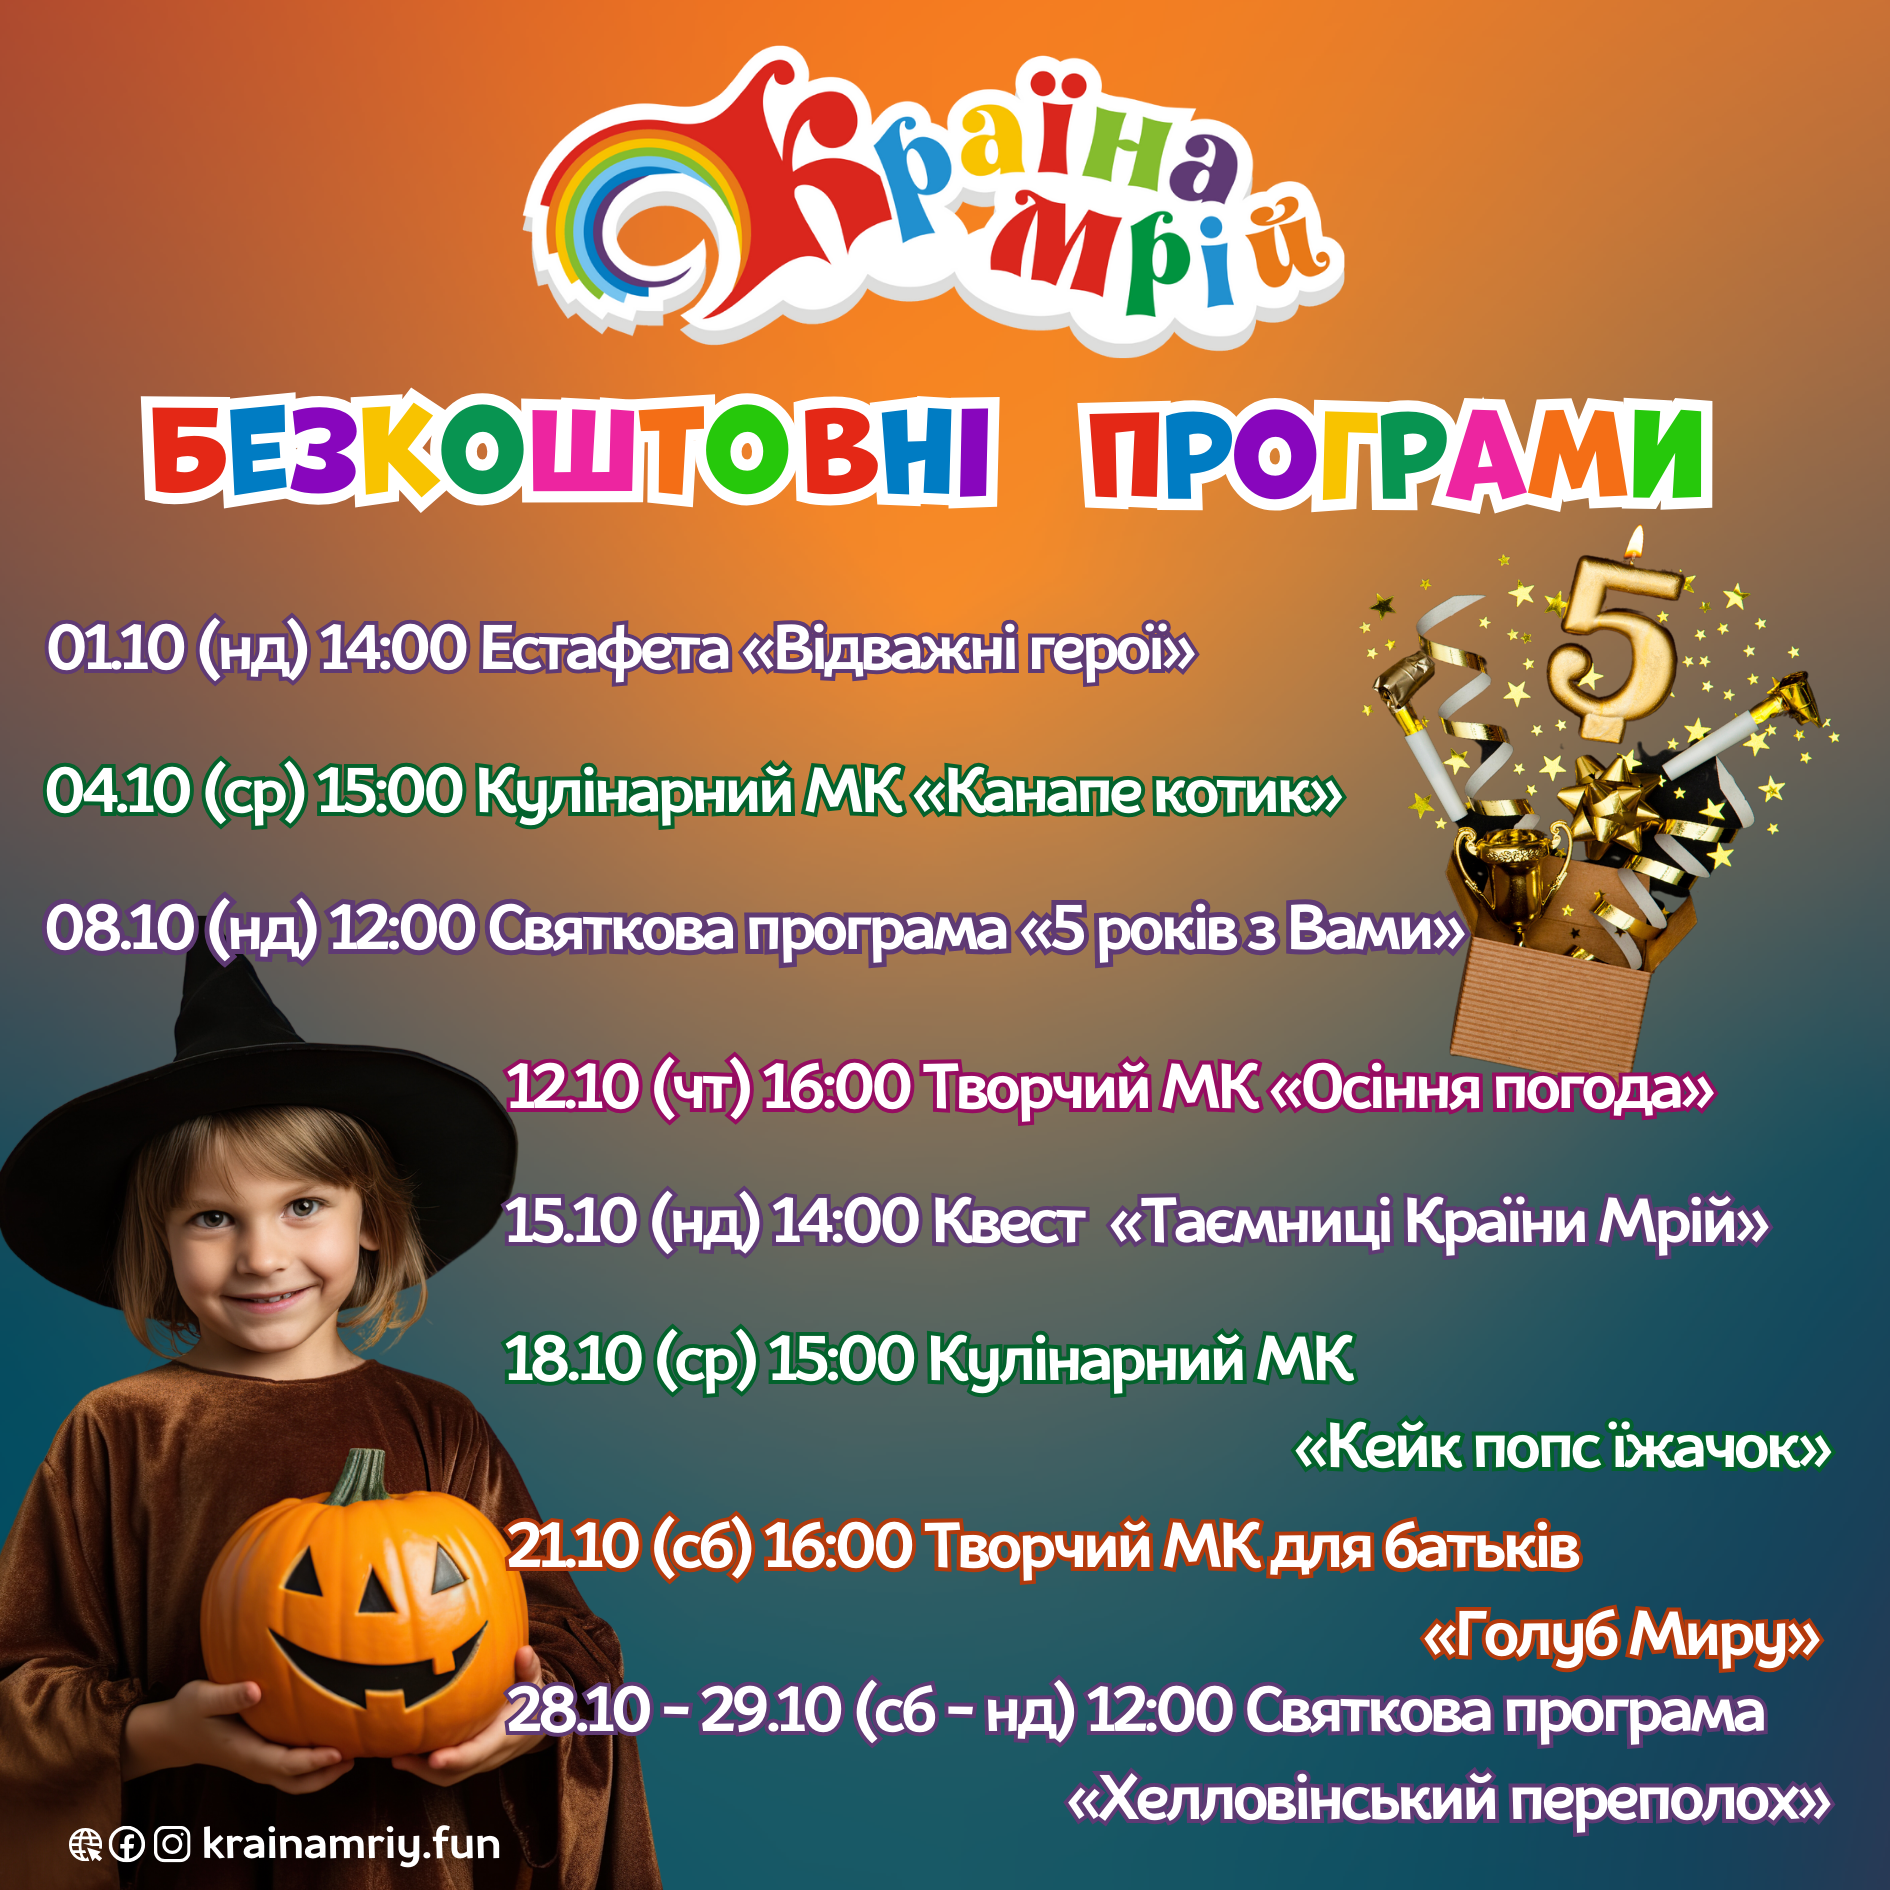 Країна
Мрій
БЕЗКОШТОВНІ ПРОГРАМИ
5
01.10 (нд) 14:00 Естафета «Відважні герої»
04.10 (ср) 15:00 Кулінарний МК «Канапе котик»
08.10 (нд) 12:00 Святкова програма «5 років з Вами»
12.10 (чт) 16:00 Творчий МК «Осіння погода»
15.10 (нд) 14:00 Квест «Таємниці Країни Мрій»
18.10 (ср) 15:00 Кулінарний МК
«Кейк попс їжачок»
21.10 (сб) 16:00 Творчий МК для батьків
«Голуб Миру»
28.10 – 29.10 (сб – нд) 12:00 Святкова програма
«Хелловінський переполох»
krainamriy.fun